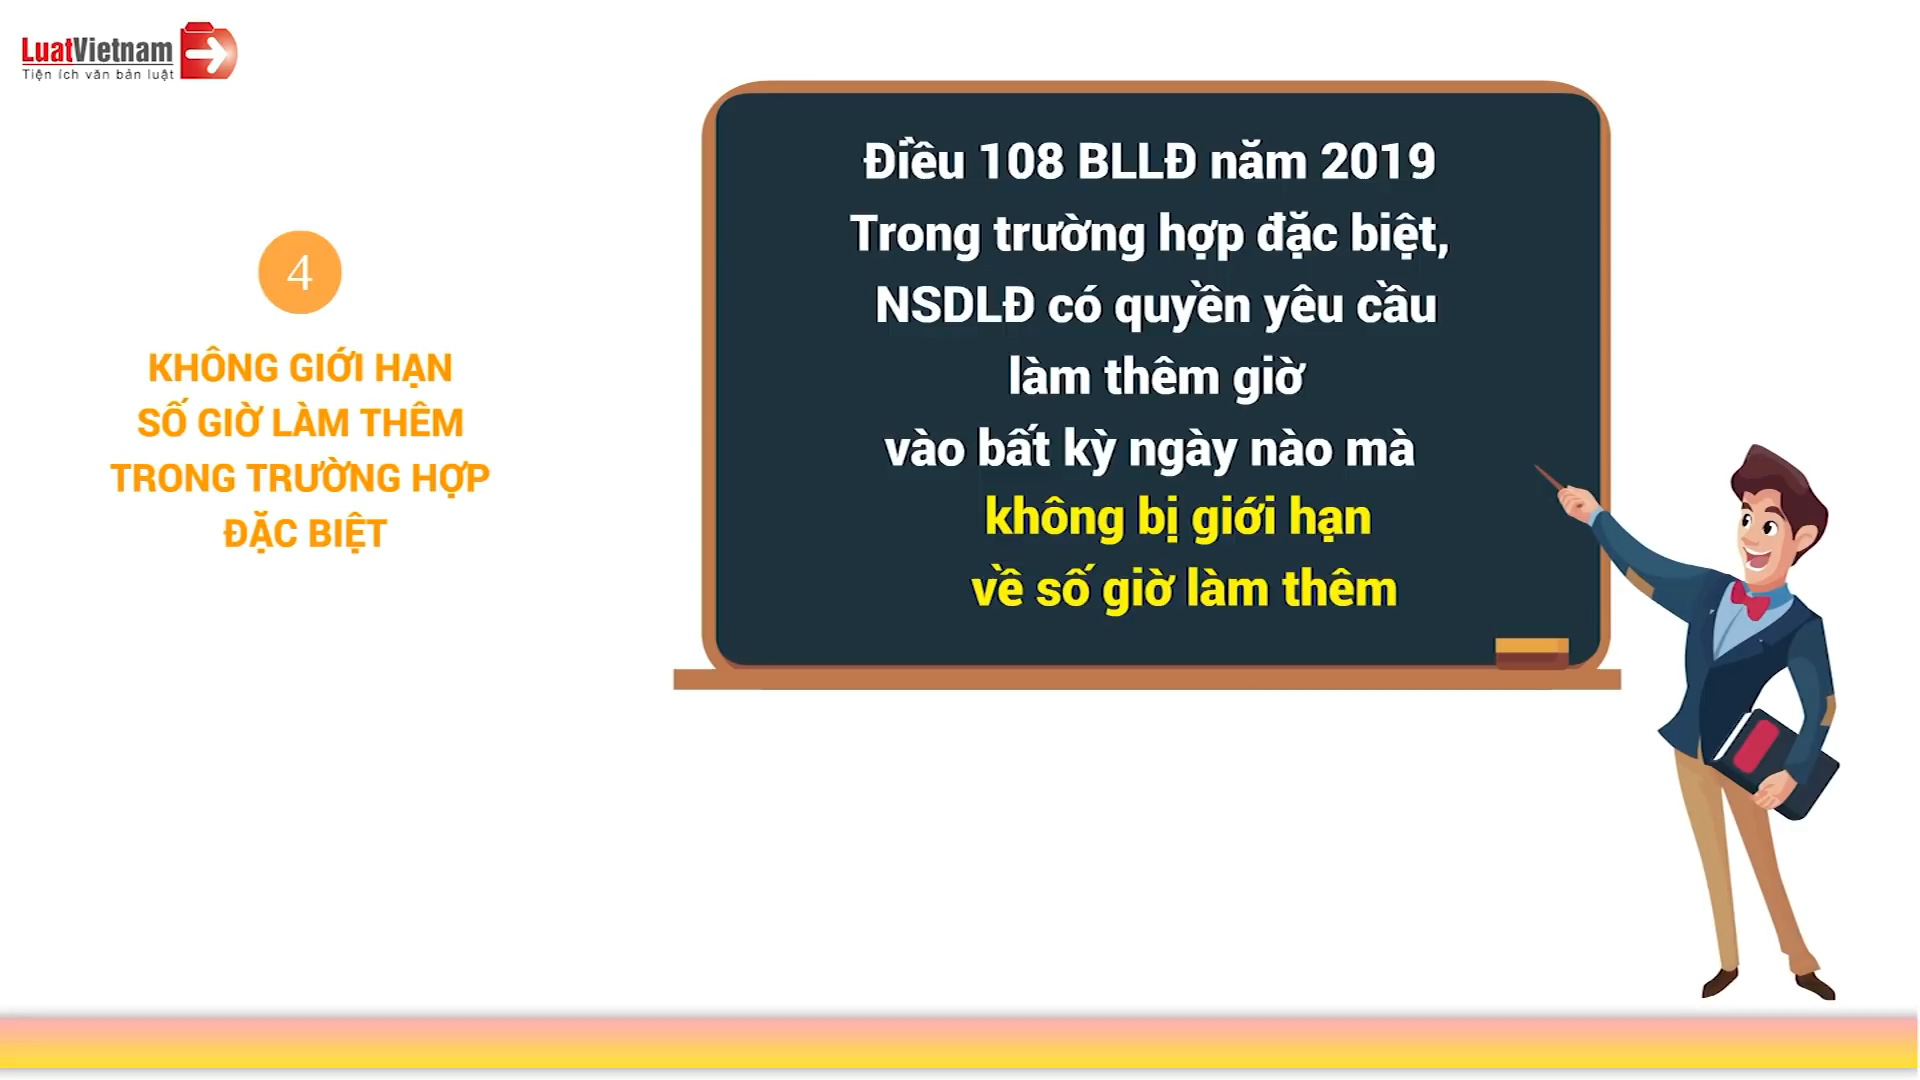 LuatVietnam
Tiện ích văn bản luật
4
KHÔNG GIỚI HẠN
SỐ GIỜ LÀM THÊM
TRONG TRƯỜNG HỢP
ĐẶC BIỆT
Điều 108 BLLĐ năm 2019
Trong trường hợp đặc biệt,
NSDLĐ có quyền yêu cầu
làm thêm giờ
vào bất kỳ ngày nào mà
không bị giới hạn
về số giờ làm thêm